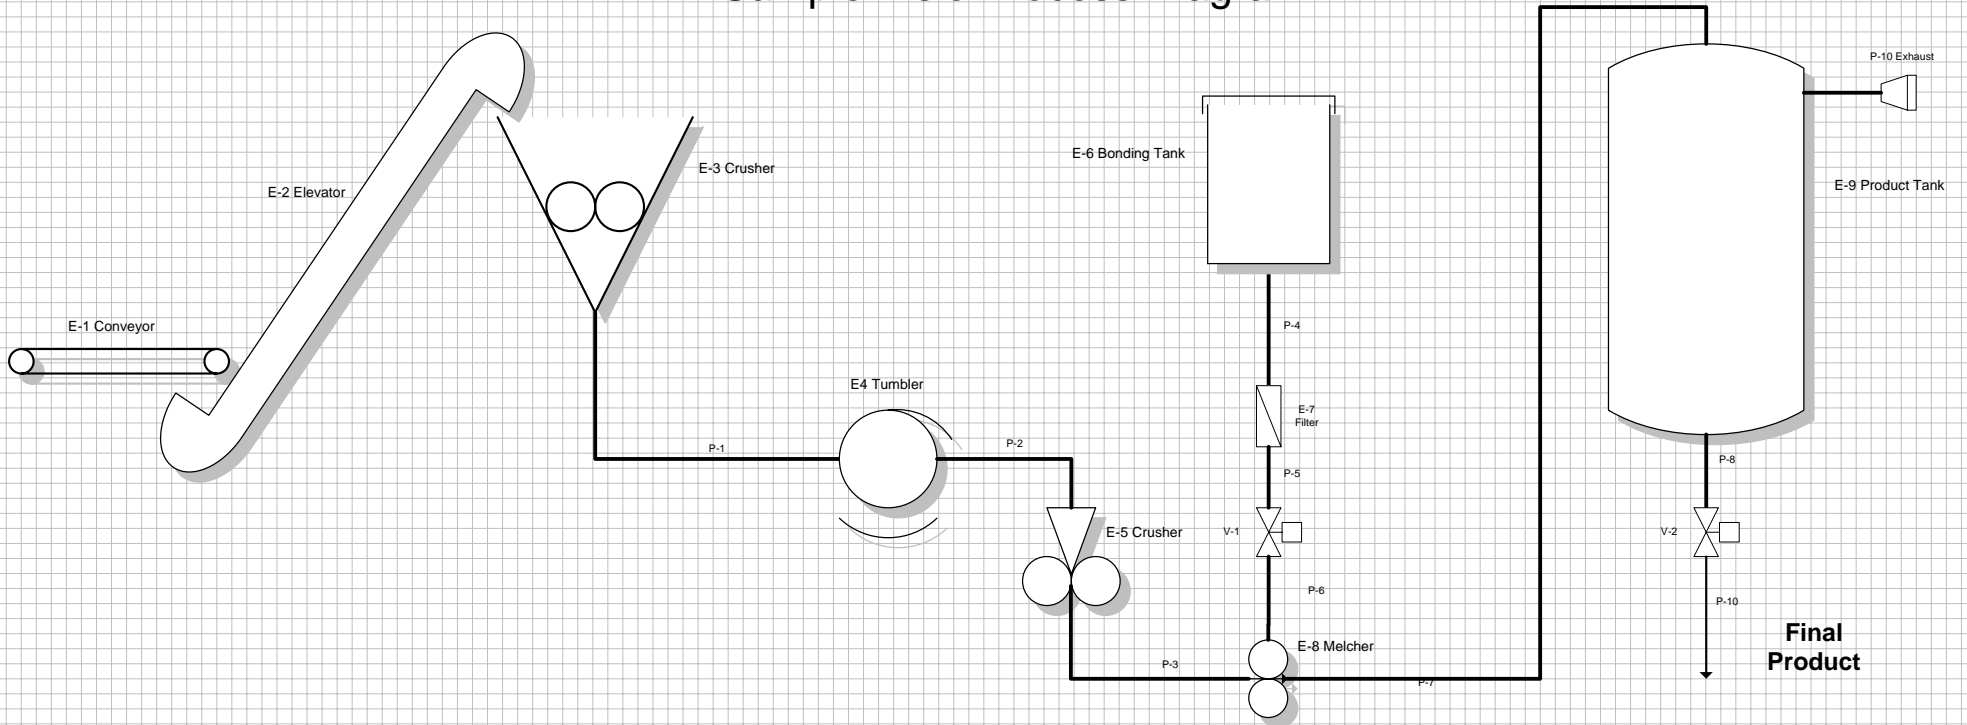 P-10 Exhaust
E-6 Bonding Tank
E-3 Crusher
E-2 Elevator
E-9 Product Tank
E-1 Conveyor
P-4
E4 Tumbler
E-7
Filter
P-1
P-2
P-8
P-5
E-5 Crusher
V-1
V-2
P-6
P-10
Final
Product
E-8 Melcher
P-3
P-7